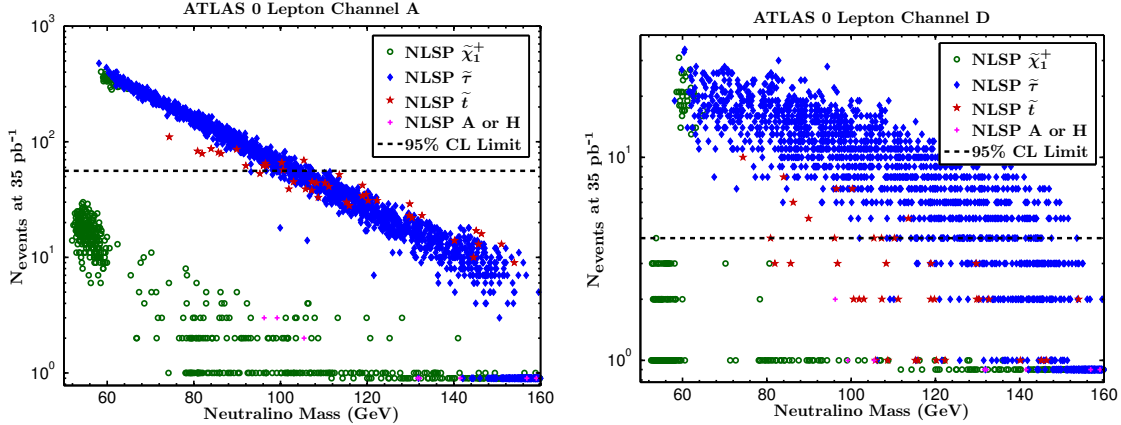 ATLAS 0 Lepton Channel A
N_events at 35 pb⁻¹
10³
10²
10¹
10⁰
NLSP χ̃₁⁺
NLSP τ̃
NLSP t̃
NLSP A or H
95% CL Limit
60 80 100 120 140 160
Neutralino Mass (GeV)
ATLAS 0 Lepton Channel D
N_events at 35 pb⁻¹
10¹
10⁰
NLSP χ̃₁⁺
NLSP τ̃
NLSP t̃
NLSP A or H
95% CL Limit
60 80 100 120 140 160
Neutralino Mass (GeV)